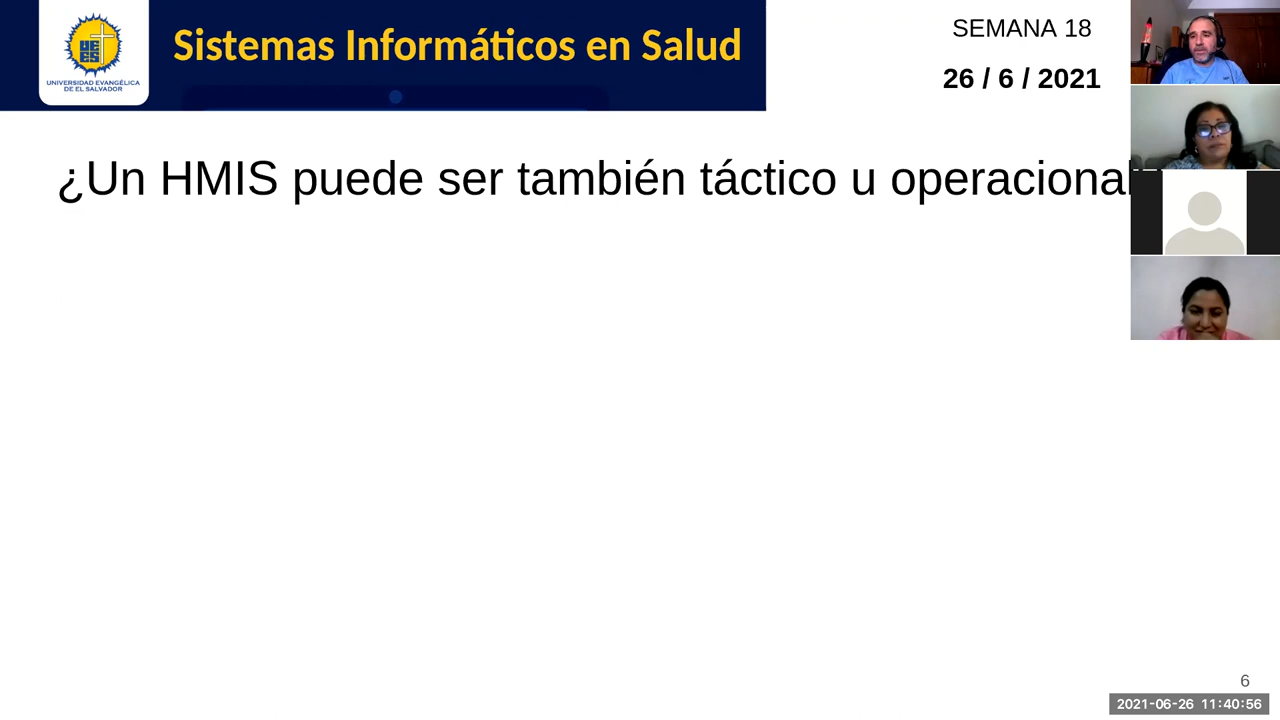 UNIVERSIDAD EVANGÉLICA
DE EL SALVADOR
Sistemas Informáticos en Salud
SEMANA 18
26 / 6 / 2021
¿Un HMIS puede ser también táctico u operacional
6
2021-06-26 11:40:56